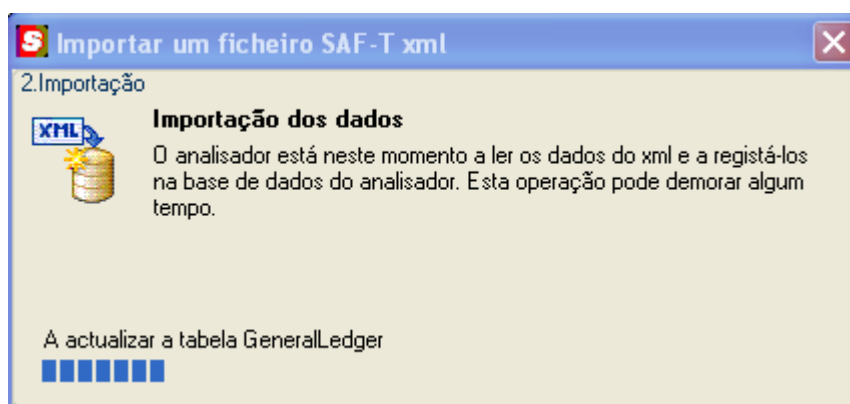 S Importar um ficheiro SAF-T xml
2.Importação
XML
Importação dos dados
O analisador está neste momento a ler os dados do xml e a registá-los
na base de dados do analisador. Esta operação pode demorar algum
tempo.
A actualizar a tabela GeneralLedger